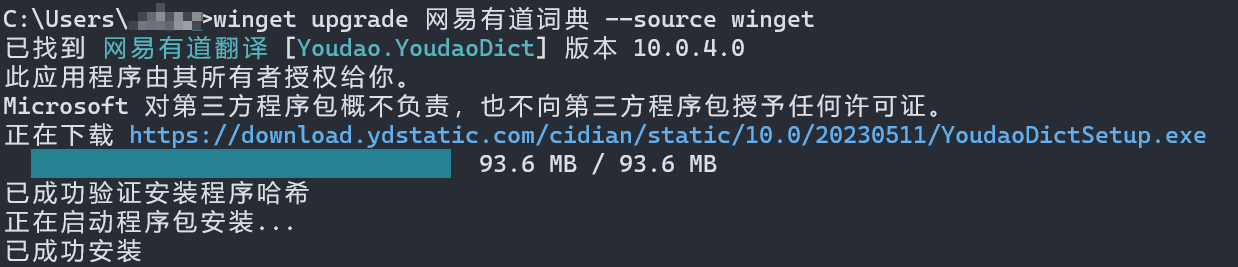 C:\Users\>winget upgrade 网易有道词典 --source winget
已找到 网易有道翻译 [Youdao.YoudaoDict] 版本 10.0.4.0
此应用程序由其所有者授权给你。
Microsoft 对第三方程序包概不负责，也不向第三方程序包授予任何许可证。
正在下载 https://download.ydstatic.com/cidian/static/10.0/20230511/YoudaoDictSetup.exe
93.6 MB / 93.6 MB
已成功验证安装程序哈希
正在启动程序包安装...
已成功安装